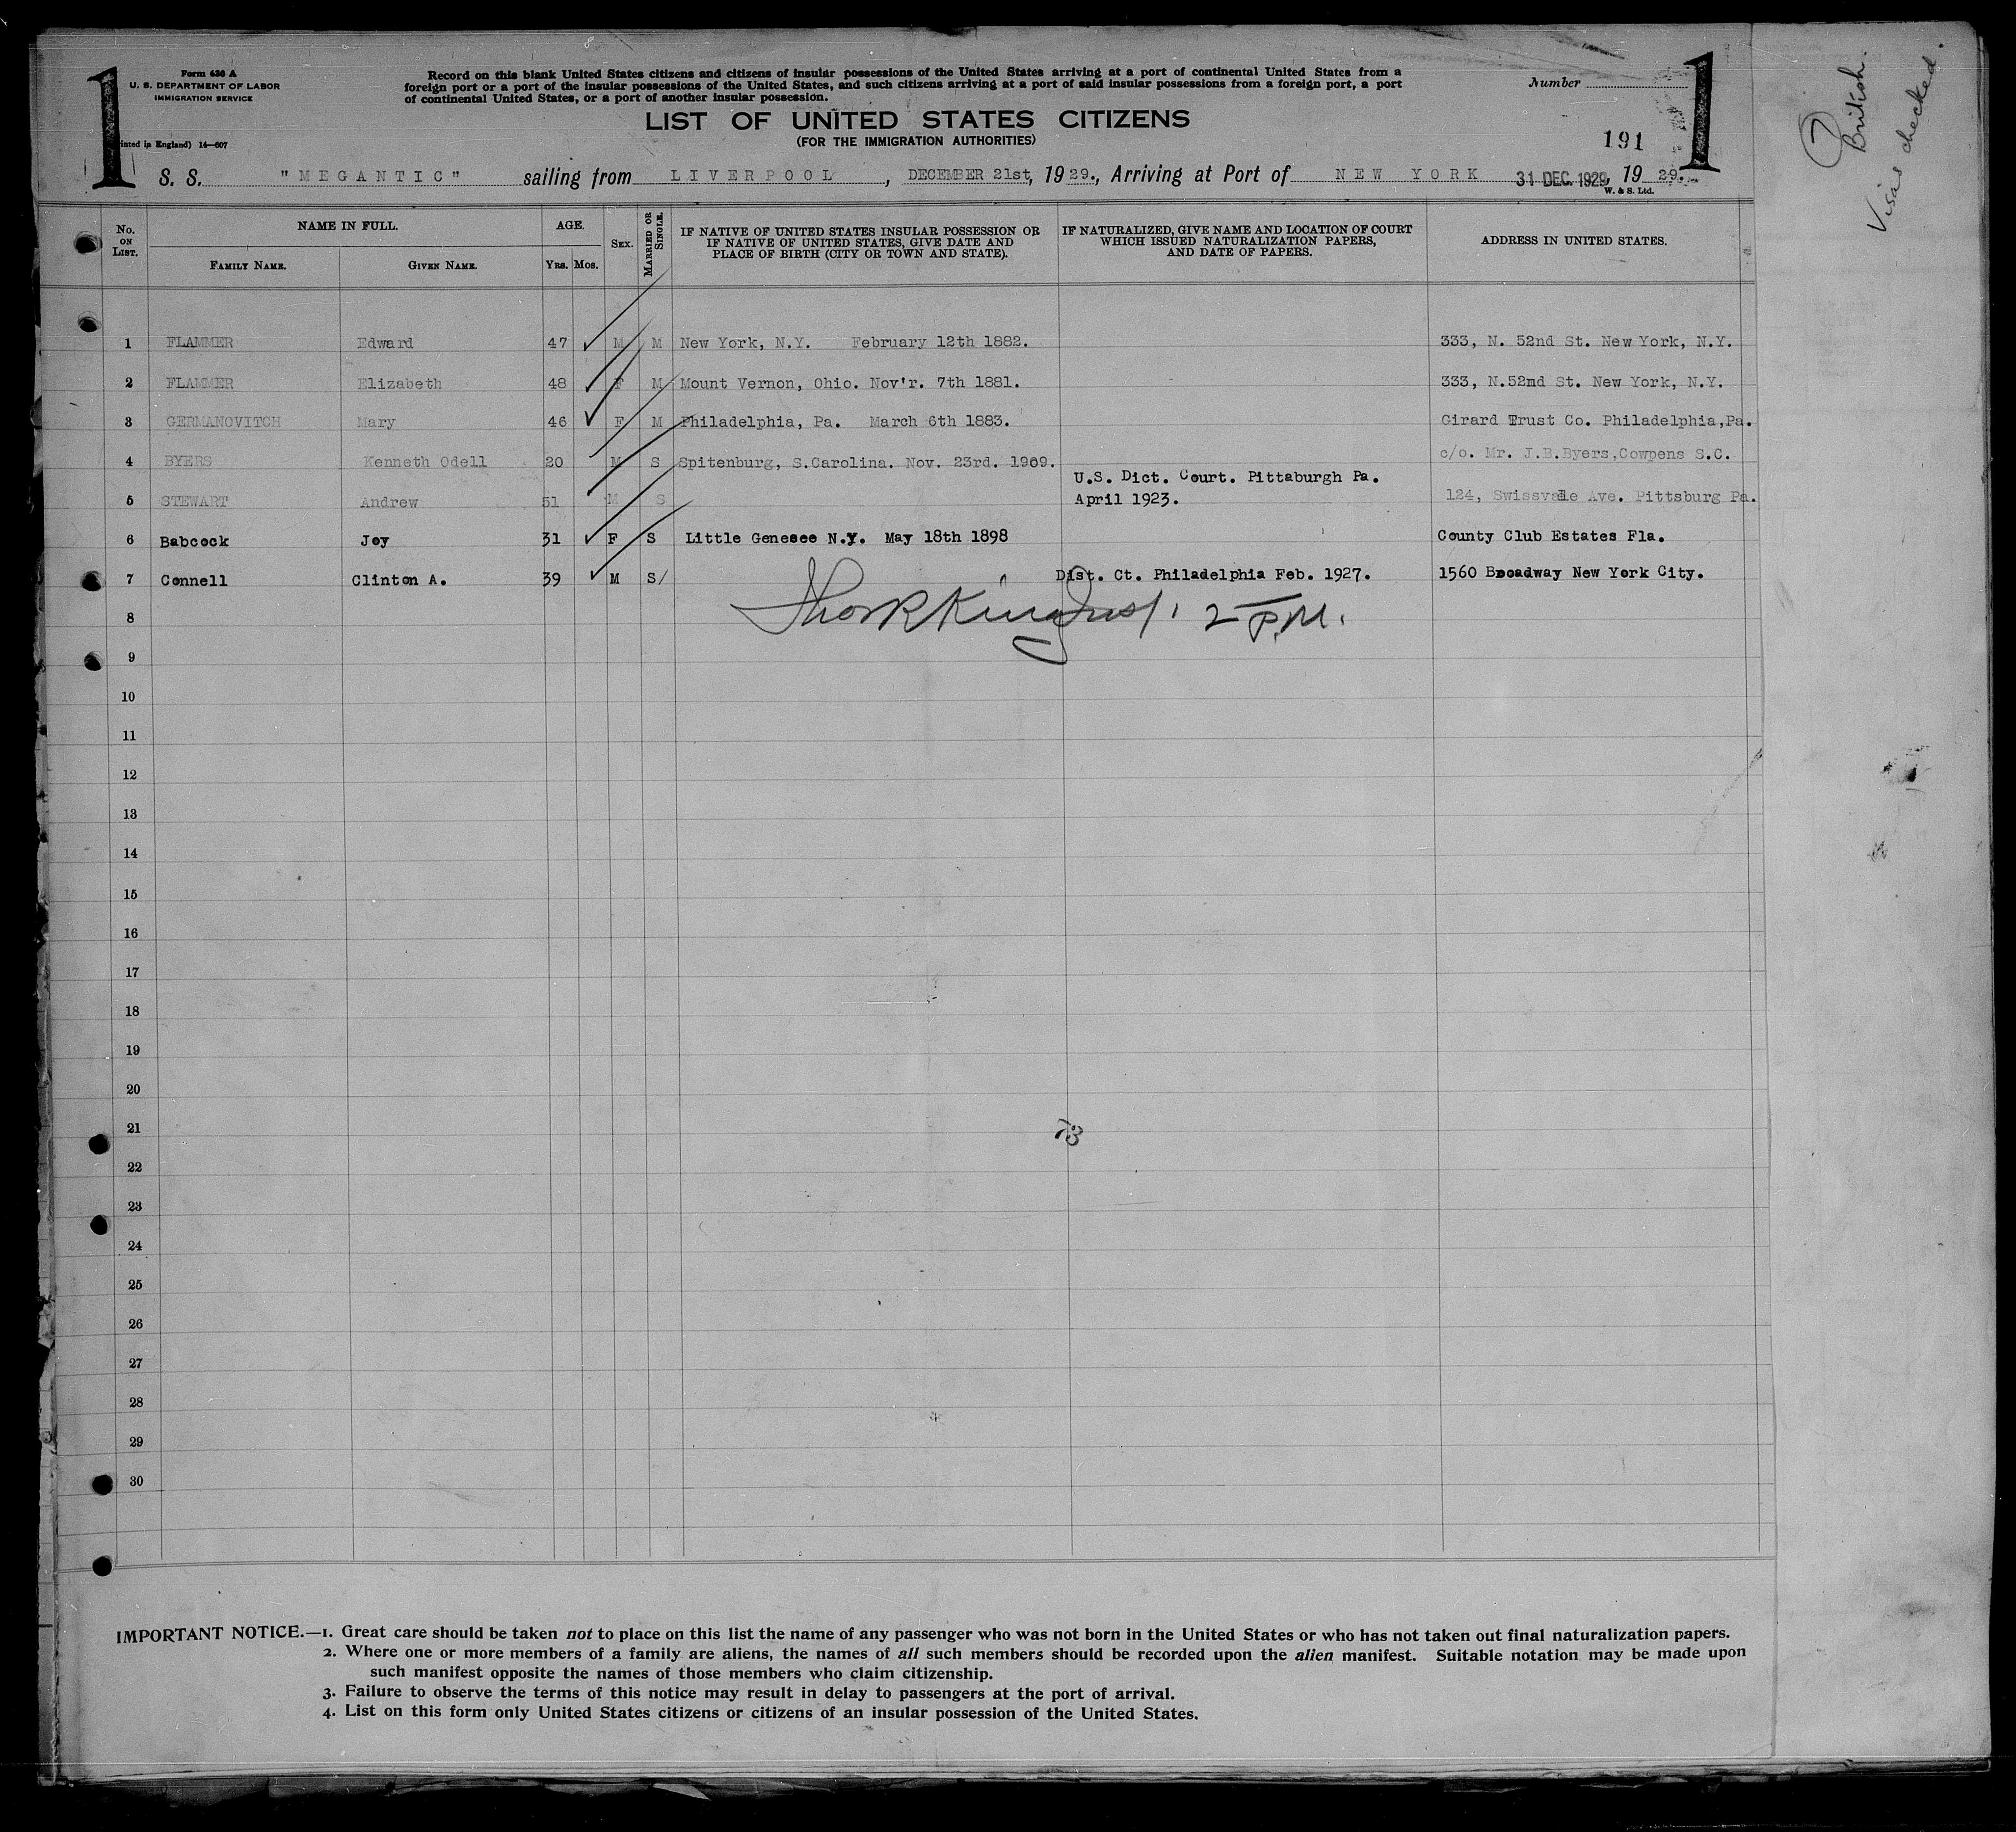 1
Form 630 A
U. S. DEPARTMENT OF LABOR
IMMIGRATION SERVICE
inted in England) 14—607
Record on this blank United States citizens and citizens of insular possessions of the United States arriving at a port of continental United States from a
foreign port or a port of the insular possessions of the United States, and such citizens arriving at a port of said insular possessions from a foreign port, a port
of continental United States, or a port of another insular possession.
Number
1
LIST OF UNITED STATES CITIZENS
(FOR THE IMMIGRATION AUTHORITIES)
191
British.
Visas checked.
S. S. "MEGANTIC" sailing from LIVERPOOL, DECEMBER 21st, 1929., Arriving at Port of NEW YORK 31 DEC. 1929, 1929.
W. & S. Ltd.
No. ON LIST. NAME IN FULL. AGE. SEX. MARRIED OR SINGLE. IF NATIVE OF UNITED STATES INSULAR POSSESSION OR IF NATIVE OF UNITED STATES, GIVE DATE AND PLACE OF BIRTH (CITY OR TOWN AND STATE). IF NATURALIZED, GIVE NAME AND LOCATION OF COURT WHICH ISSUED NATURALIZATION PAPERS, AND DATE OF PAPERS. ADDRESS IN UNITED STATES.
FAMILY NAME. GIVEN NAME. YRS. MOS.
1 FLAMMER Edward 47 M M New York, N.Y. February 12th 1882. 333, N. 52nd St. New York, N.Y.
2 FLAMMER Elizabeth 48 F M Mount Vernon, Ohio. Nov'r. 7th 1881. 333, N.52nd St. New York, N.Y.
3 GERMANOVITCH Mary 46 F M Philadelphia, Pa. March 6th 1883. Girard Trust Co. Philadelphia,Pa.
4 BYERS Kenneth Odell 20 M S Spitenburg, S.Carolina. Nov. 23rd. 1909. c/o. Mr. J.B.Byers,Cowpens S.C.
U.S. Dict. Court. Pittaburgh Pa.
5 STEWART Andrew 51 M S April 1923. 124, Swissvale Ave. Pittsburg Pa.
6 Babcock Joy 31 F S Little Genesee N.Y. May 18th 1898 County Club Estates Fla.
7 Connell Clinton A. 39 M S/ Dist. Ct. Philadelphia Feb. 1927. 1560 Broadway New York City.
8 2 P.M.
9
10
11
12
13
14
15
16
17
18
19
20
21 73
22
23
24
25
26
27
28
29
30
IMPORTANT NOTICE.—1. Great care should be taken not to place on this list the name of any passenger who was not born in the United States or who has not taken out final naturalization papers.
2. Where one or more members of a family are aliens, the names of all such members should be recorded upon the alien manifest. Suitable notation may be made upon
such manifest opposite the names of those members who claim citizenship.
3. Failure to observe the terms of this notice may result in delay to passengers at the port of arrival.
4. List on this form only United States citizens or citizens of an insular possession of the United States.